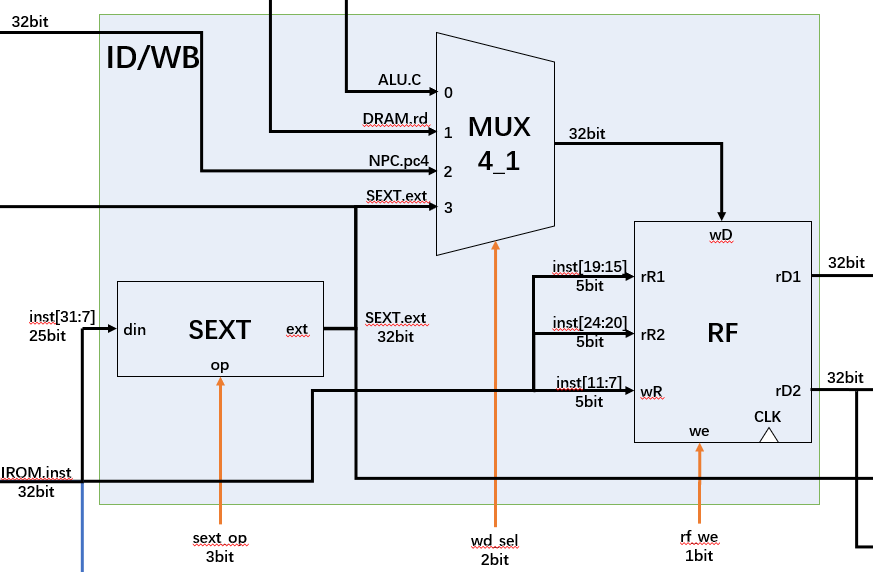 32bit
ID/WB
ALU.C
0
DRAM.rd
1
MUX
4_1
32bit
NPC.pc4
2
SEXT.ext
3
wD
inst[19:15]
5bit
rR1
rD1
32bit
inst[31:7]
25bit
din
SEXT
ext
op
SEXT.ext
32bit
inst[24:20]
5bit
rR2
RF
inst[11:7]
5bit
wR
rD2
32bit
CLK
we
IROM.inst
32bit
sext_op
3bit
wd_sel
2bit
rf_we
1bit